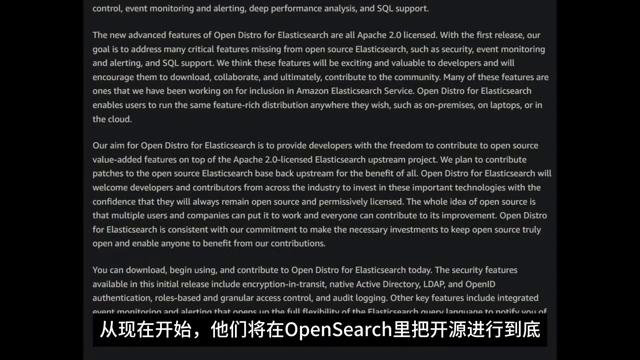 control, event monitoring and alerting, deep performance analysis, and SQL support.
The new advanced features of Open Distro for Elasticsearch are all Apache 2.0 licensed. With the first release, our
goal is to address many critical features missing from open source Elasticsearch, such as security, event monitoring
and alerting, and SQL support. We think these features will be exciting and valuable to developers and will
encourage them to download, collaborate, and ultimately, contribute to the community. Many of these features are
ones that we have been working on for inclusion in Amazon Elasticsearch Service. Open Distro for Elasticsearch
enables users to run the same feature-rich distribution anywhere they wish, such as on-premises, on laptops, or in
the cloud.
Our aim for Open Distro for Elasticsearch is to provide developers with the freedom to contribute to open source
value-added features on top of the Apache 2.0-licensed Elasticsearch upstream project. We plan to contribute
patches to the open source Elasticsearch base back upstream for the benefit of all. Open Distro for Elasticsearch will
welcome developers and contributors from across the industry to invest in these important technologies with the
confidence that they will always remain open source and permissively licensed. The whole idea of open source is
that multiple users and companies can put it to work and everyone can contribute to its improvement. Open Distro
for Elasticsearch is consistent with our commitment to make the necessary investments to keep open source truly
open and enable anyone to benefit from our contributions.
You can download, begin using, and contribute to Open Distro for Elasticsearch today. The security features
available in this initial release include encryption-in-transit, native Active Directory, LDAP, and OpenID
authentication, roles-based and granular access control, and audit logging. Other key features include integrated
event monitoring and alerting that opens up the full flexibility of the Elasticsearch query language to notify you of
从现在开始，他们将在OpenSearch里把开源进行到底